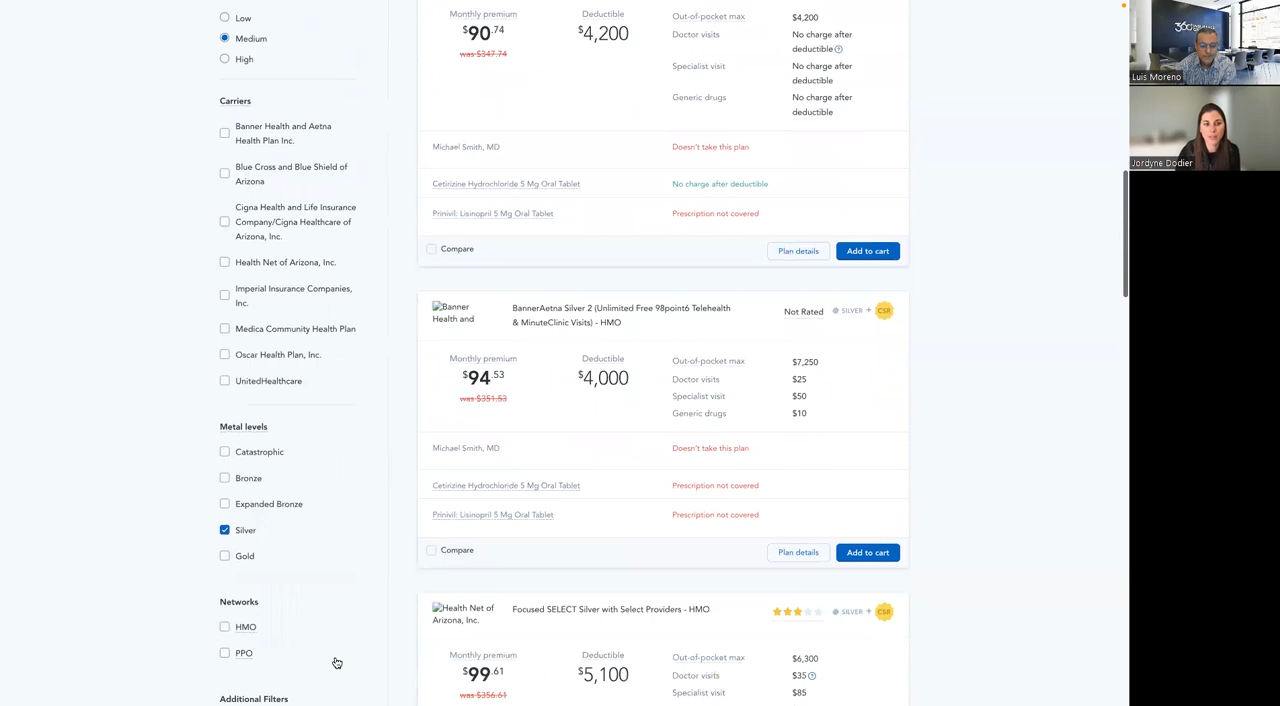 Low
Medium
High
Carriers
Banner Health and Aetna
Health Plan Inc.
Blue Cross and Blue Shield of
Arizona
Cigna Health and Life Insurance
Company/Cigna Healthcare of
Arizona, Inc.
Health Net of Arizona, Inc.
Imperial Insurance Companies,
Inc.
Medica Community Health Plan
Oscar Health Plan, Inc.
UnitedHealthcare
Metal levels
Catastrophic
Bronze
Expanded Bronze
Silver
Gold
Networks
HMO
PPO
Additional Filters
Monthly premium
$90.74
was $347.74
Deductible
$4,200
Out-of-pocket max $4,200
Doctor visits No charge after
deductible
Specialist visit No charge after
deductible
Generic drugs No charge after
deductible
Michael Smith, MD Doesn't take this plan
Cetirizine Hydrochloride 5 Mg Oral Tablet No charge after deductible
Prinivil: Lisinopril 5 Mg Oral Tablet Prescription not covered
Compare Plan details Add to cart
Banner
Health and
BannerAetna Silver 2 (Unlimited Free 98point6 Telehealth
& MinuteClinic Visits) - HMO
Not Rated SILVER + CSR
Monthly premium
$94.53
was $351.53
Deductible
$4,000
Out-of-pocket max $7,250
Doctor visits $25
Specialist visit $50
Generic drugs $10
Michael Smith, MD Doesn't take this plan
Cetirizine Hydrochloride 5 Mg Oral Tablet Prescription not covered
Prinivil: Lisinopril 5 Mg Oral Tablet Prescription not covered
Compare Plan details Add to cart
Health Net of
Arizona, Inc.
Focused SELECT Silver with Select Providers - HMO
SILVER + CSR
Monthly premium
$99.61
was $356.61
Deductible
$5,100
Out-of-pocket max $6,300
Doctor visits $35
Specialist visit $85
Luis Moreno
Jordyne Dodier